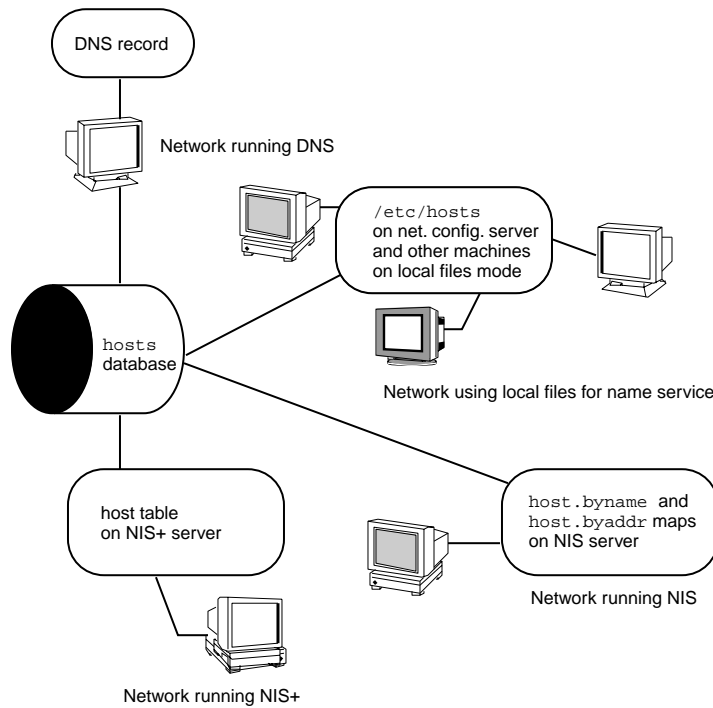 DNS record
Network running DNS
/etc/hosts
on net. config. server
and other machines
on local files mode
hosts
database
Network using local files for name service
host table
on NIS+ server
host.byname and
host.byaddr maps
on NIS server
Network running NIS
Network running NIS+